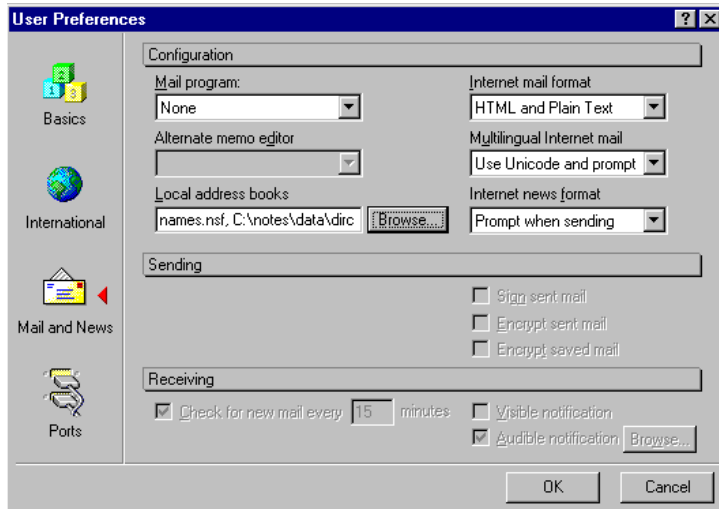 User Preferences
Basics
International
Mail and News
Ports
Configuration
Mail program:
None
Alternate memo editor
Local address books
names.nsf, C:\notes\data\dirc
Browse...
Internet mail format
HTML and Plain Text
Multilingual Internet mail
Use Unicode and prompt
Internet news format
Prompt when sending
Sending
Sign sent mail
Encrypt sent mail
Encrypt saved mail
Receiving
Check for new mail every 15 minutes
Visible notification
Audible notification Browse...
OK Cancel